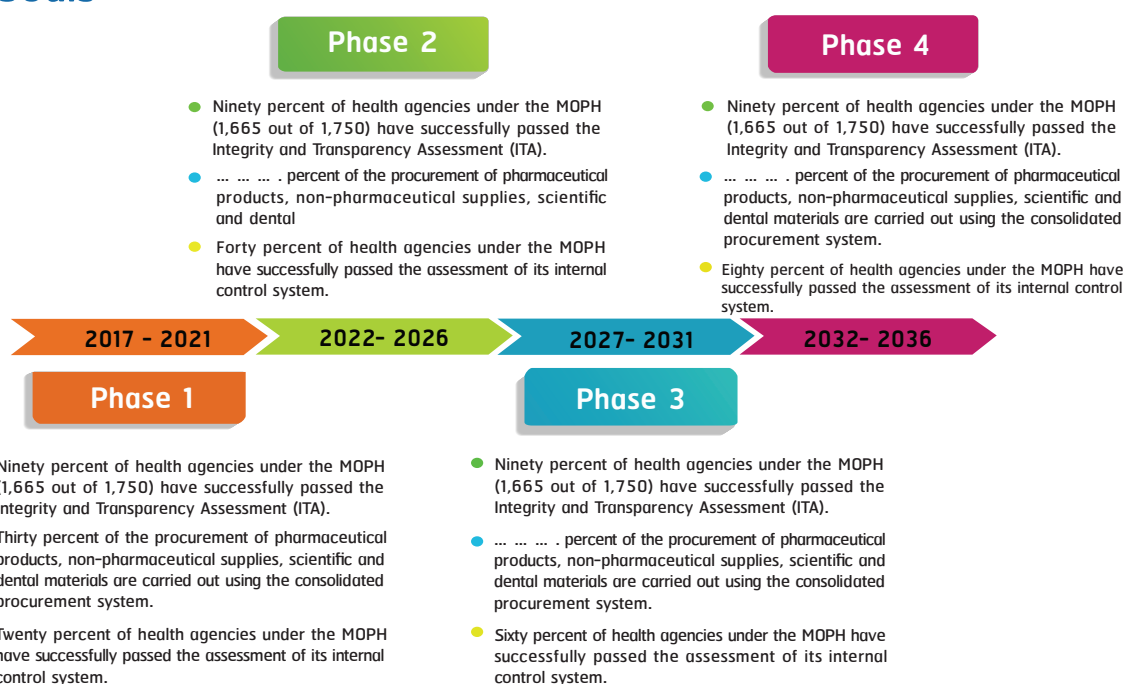 Phase 2
Phase 4
Ninety percent of health agencies under the MOPH
(1,665 out of 1,750) have successfully passed the
Integrity and Transparency Assessment (ITA).
... ... ... . percent of the procurement of pharmaceutical
products, non-pharmaceutical supplies, scientific
and dental
Forty percent of health agencies under the MOPH
have successfully passed the assessment of its internal
control system.
Ninety percent of health agencies under the MOPH
(1,665 out of 1,750) have successfully passed the
Integrity and Transparency Assessment (ITA).
... ... ... . percent of the procurement of pharmaceutical
products, non-pharmaceutical supplies, scientific and
dental materials are carried out using the consolidated
procurement system.
Eighty percent of health agencies under the MOPH have
successfully passed the assessment of its internal control
system.
2017 - 2021
2022- 2026
2027- 2031
2032- 2036
Phase 1
Phase 3
Ninety percent of health agencies under the MOPH
(1,665 out of 1,750) have successfully passed the
Integrity and Transparency Assessment (ITA).
Thirty percent of the procurement of pharmaceutical
products, non-pharmaceutical supplies, scientific and
dental materials are carried out using the consolidated
procurement system.
Twenty percent of health agencies under the MOPH
have successfully passed the assessment of its internal
control system.
Ninety percent of health agencies under the MOPH
(1,665 out of 1,750) have successfully passed the
Integrity and Transparency Assessment (ITA).
... ... ... . percent of the procurement of pharmaceutical
products, non-pharmaceutical supplies, scientific and
dental materials are carried out using the consolidated
procurement system.
Sixty percent of health agencies under the MOPH have
successfully passed the assessment of its internal
control system.